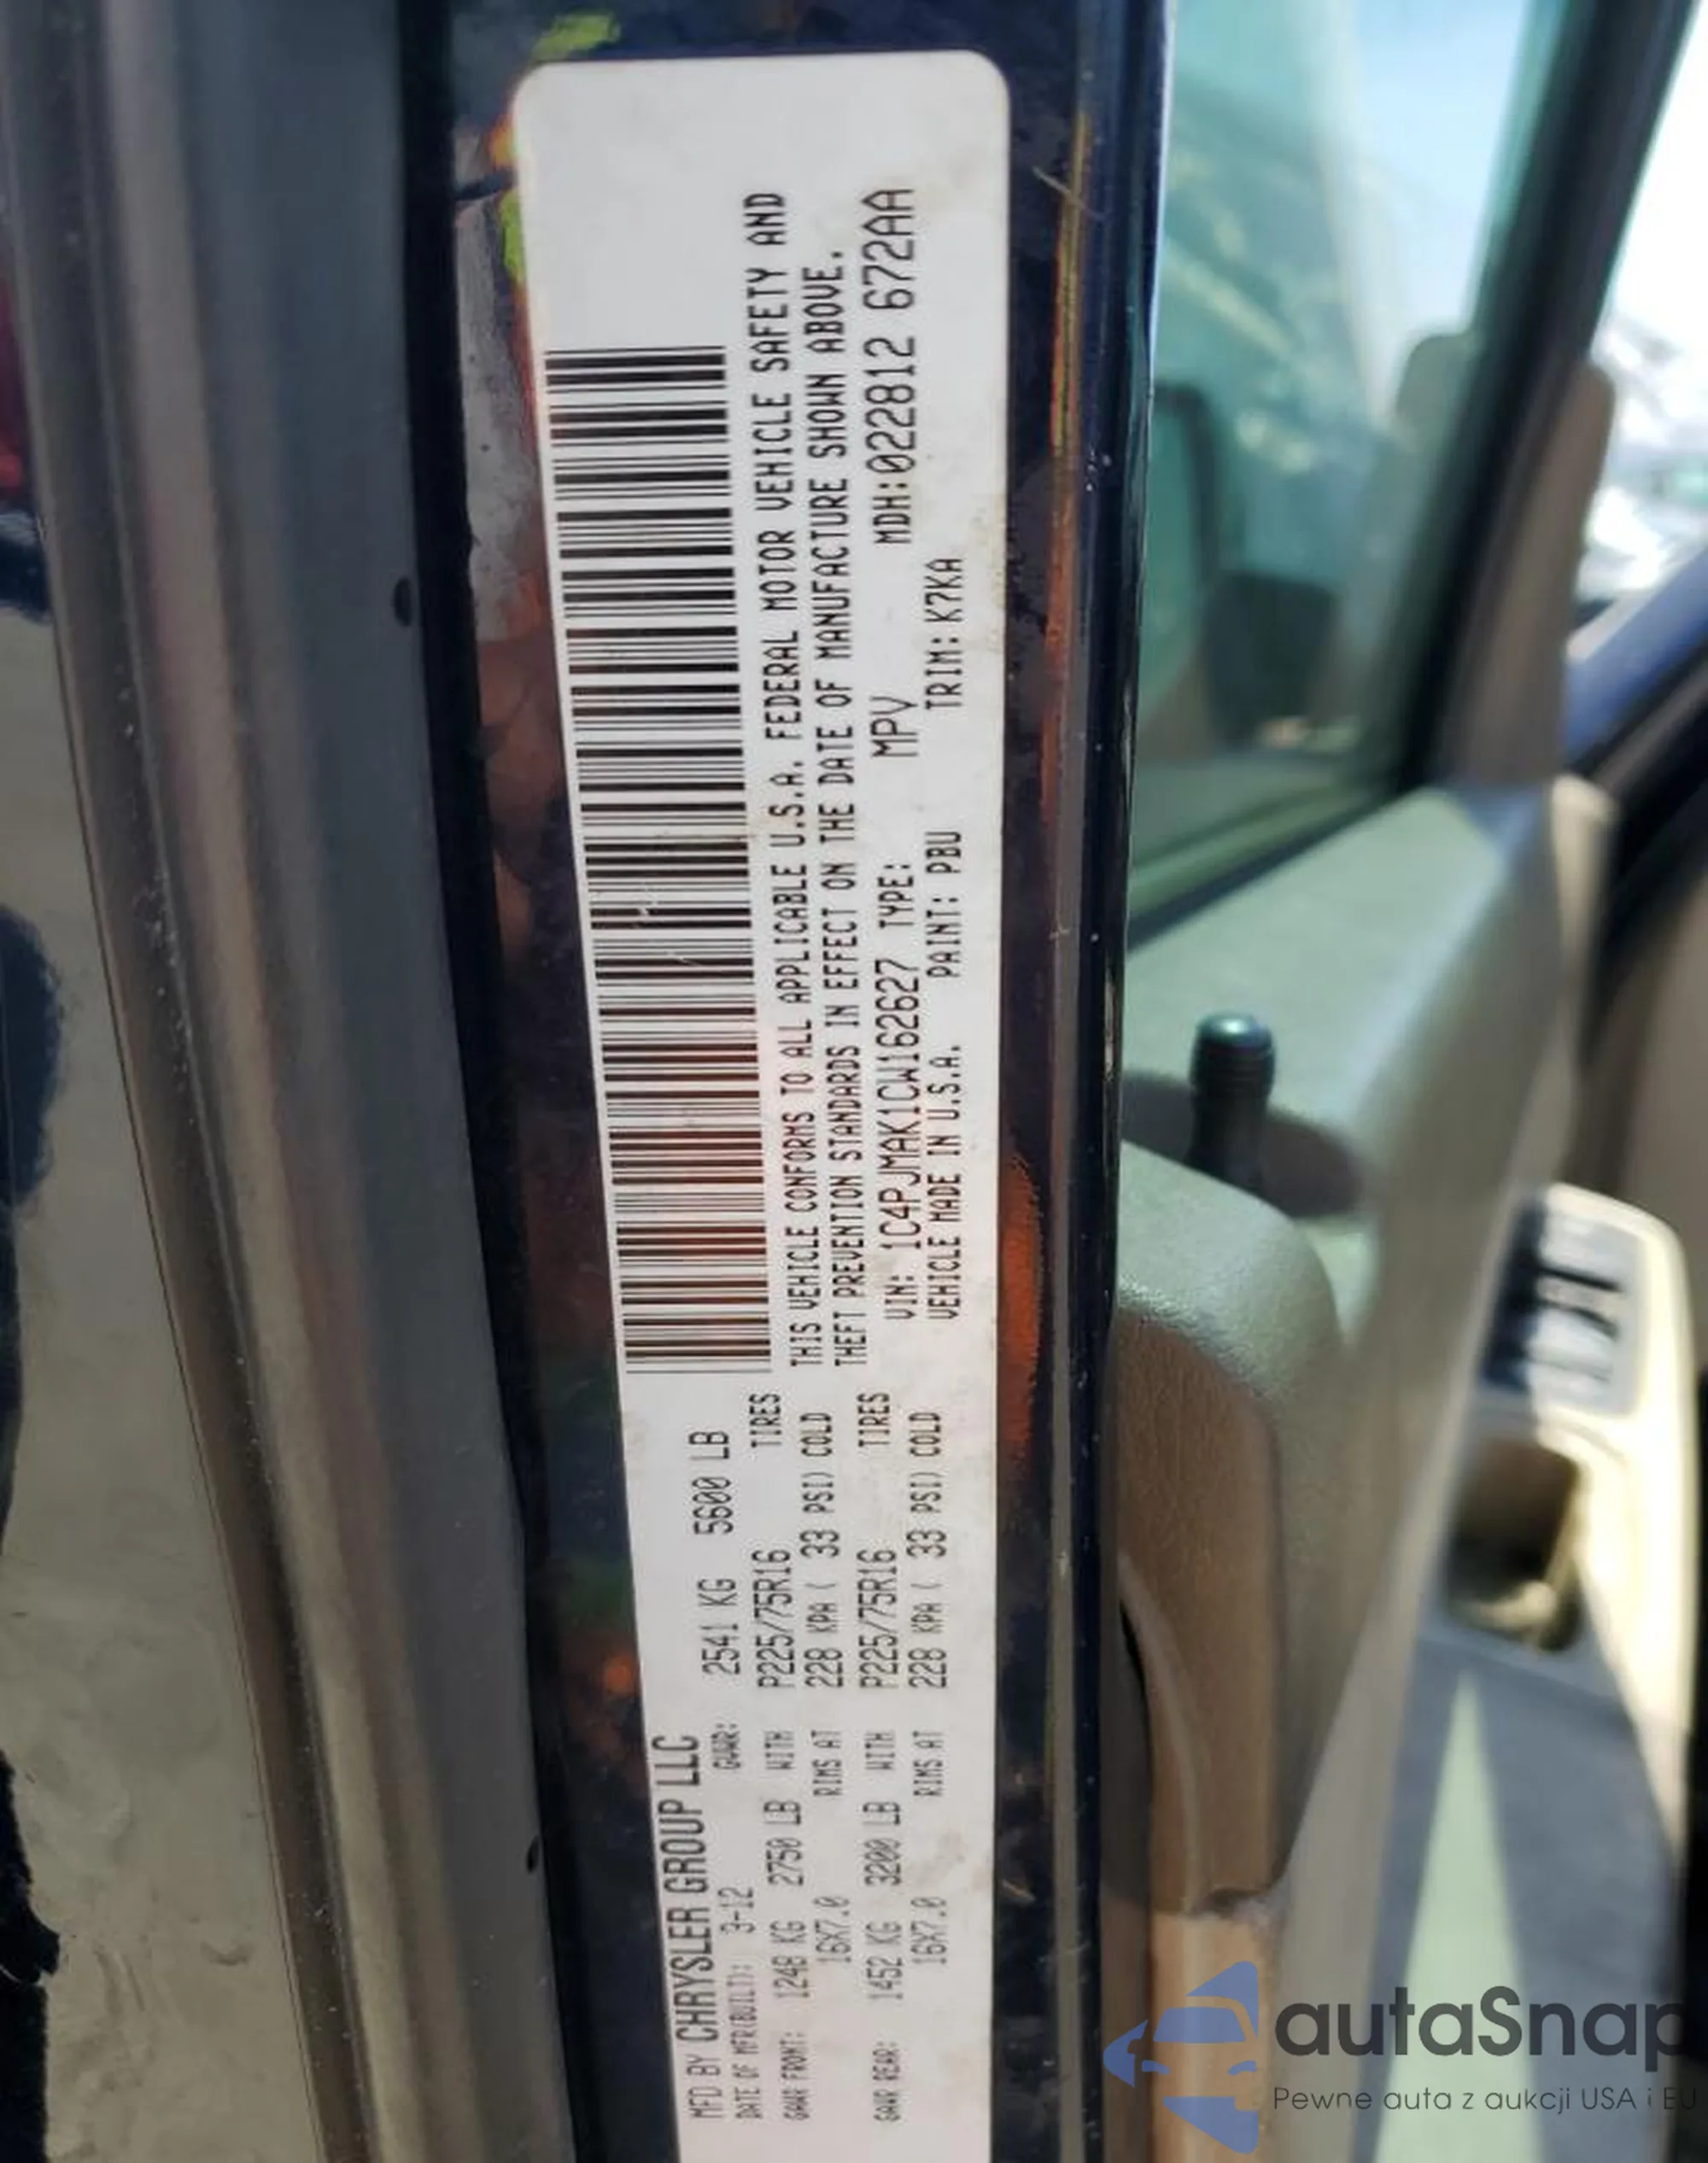 MFD BY CHRYSLER GROUP LLC
DATE OF MFR(BUILT): 3-12 GVWR: 2541 KG 5600 LB
GAWR FRONT: 1248 KG 2750 LB WITH P225/75R16 TIRES
16X7.0 RIMS AT 228 KPA ( 33 PSI) COLD
GAWR REAR: 1452 KG 3200 LB WITH P225/75R16 TIRES
16X7.0 RIMS AT 228 KPA ( 33 PSI) COLD
THIS VEHICLE CONFORMS TO ALL APPLICABLE U.S.A. FEDERAL MOTOR VEHICLE SAFETY AND
THEFT PREVENTION STANDARDS IN EFFECT ON THE DATE OF MANUFACTURE SHOWN ABOVE.
VIN: 1C4PJMAK1CW162627 TYPE: MPV MDH:022812 672AA
VEHICLE MADE IN U.S.A. PAINT: PBU TRIM: K7KA
autaSnap
Pewne auta z aukcji USA i EU